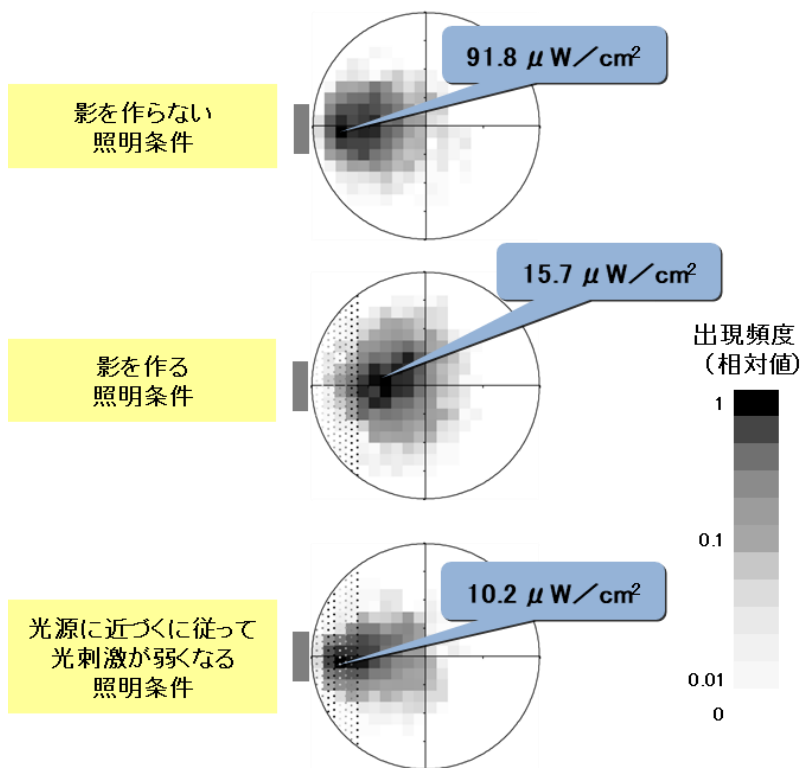 91.8 μW／cm²
影を作らない
照明条件
15.7 μW／cm²
影を作る
照明条件
出現頻度
（相対値）
1
0.1
0.01
0
10.2 μW／cm²
光源に近づくに従って
光刺激が弱くなる
照明条件